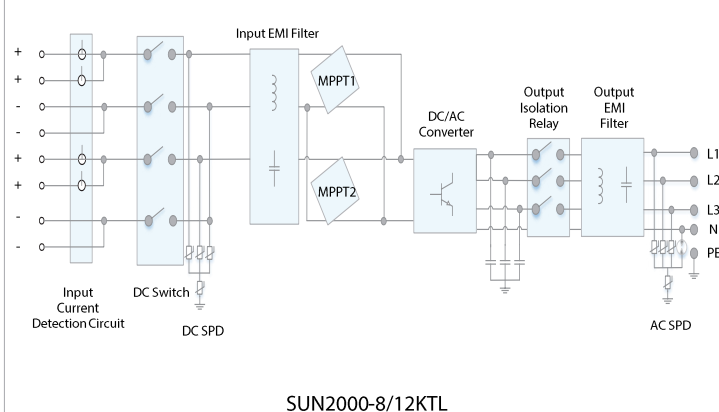 Input EMI Filter
+
+
-
-
+
+
-
-
MPPT1
MPPT2
DC/AC
Converter
Output
Isolation
Relay
Output
EMI
Filter
L1
L2
L3
N
PE
Input
Current
Detection Circuit
DC Switch
DC SPD
AC SPD
SUN2000-8/12KTL